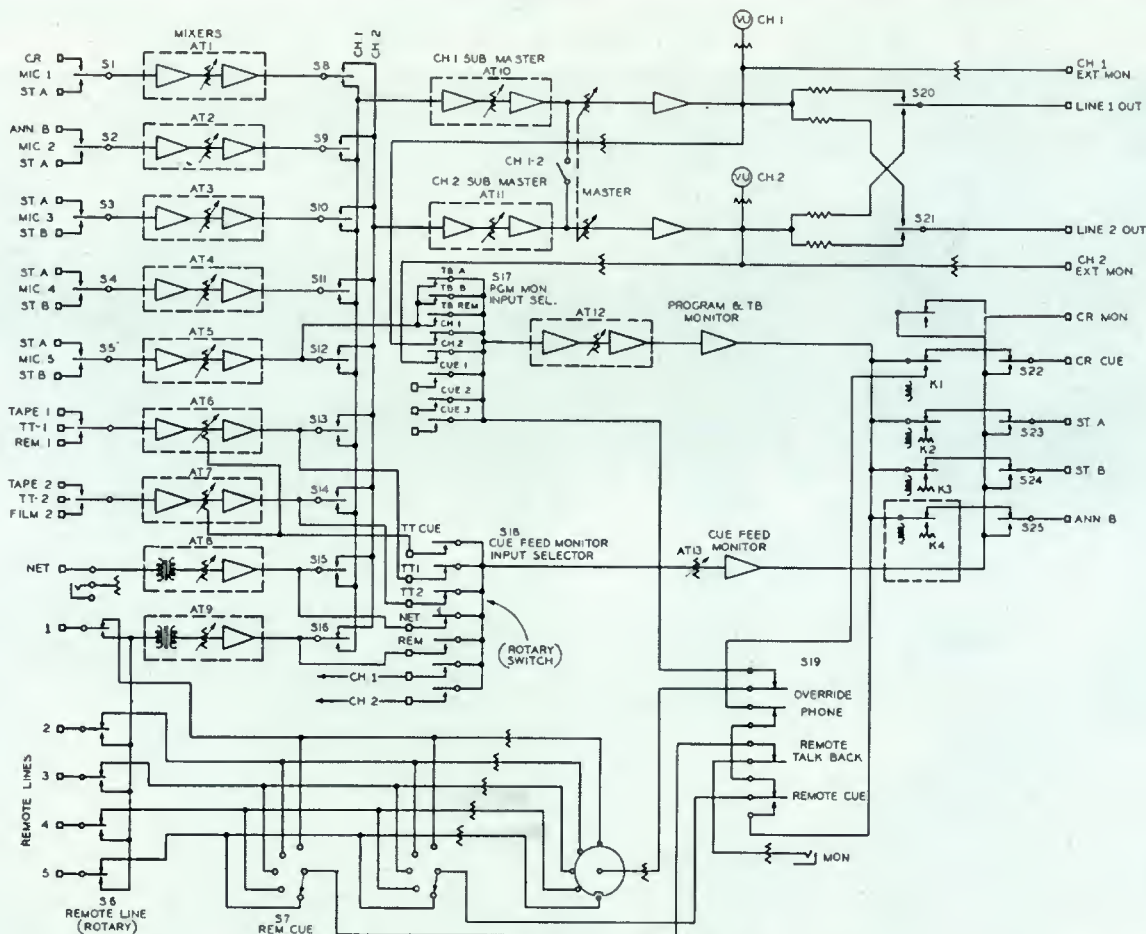 MIXERS
AT1
CR
MIC 1
ST A
S1
S8
CH 1
CH 2
CH 1 SUB MASTER
AT10
VU
CH 1
CH 1
EXT MON
S20
LINE 1 OUT
ANN B
MIC 2
ST A
S2
AT2
S9
CH 1-2
MASTER
CH 2 SUB MASTER
AT11
VU
CH 2
ST A
MIC 3
ST B
S3
AT3
S10
S21
LINE 2 OUT
CH 2
EXT MON
ST A
MIC 4
ST B
S4
AT4
S11
TB A
TB B
TB REM
CH 1
CH 2
CUE 1
CUE 2
CUE 3
S17
PGM MON
INPUT SEL.
AT12
PROGRAM & TB
MONITOR
CR MON
ST A
MIC 5
ST B
S5
AT5
S12
K1
S22
CR CUE
TAPE 1
TT-1
REM 1
AT6
S13
K2
S23
ST A
TAPE 2
TT-2
FILM 2
AT7
S14
K3
S24
ST B
K4
S25
ANN B
NET
AT8
S15
TT CUE
TT1
TT2
NET
REM
CH 1
CH 2
S18
CUE FEED MONITOR
INPUT SELECTOR
AT13
CUE FEED
MONITOR
(ROTARY
SWITCH)
1
AT9
S16
S19
OVERRIDE
PHONE
REMOTE
TALK BACK
REMOTE CUE
MON
REMOTE LINES
2
3
4
5
S6
REMOTE LINE
(ROTARY)
S7
REM CUE